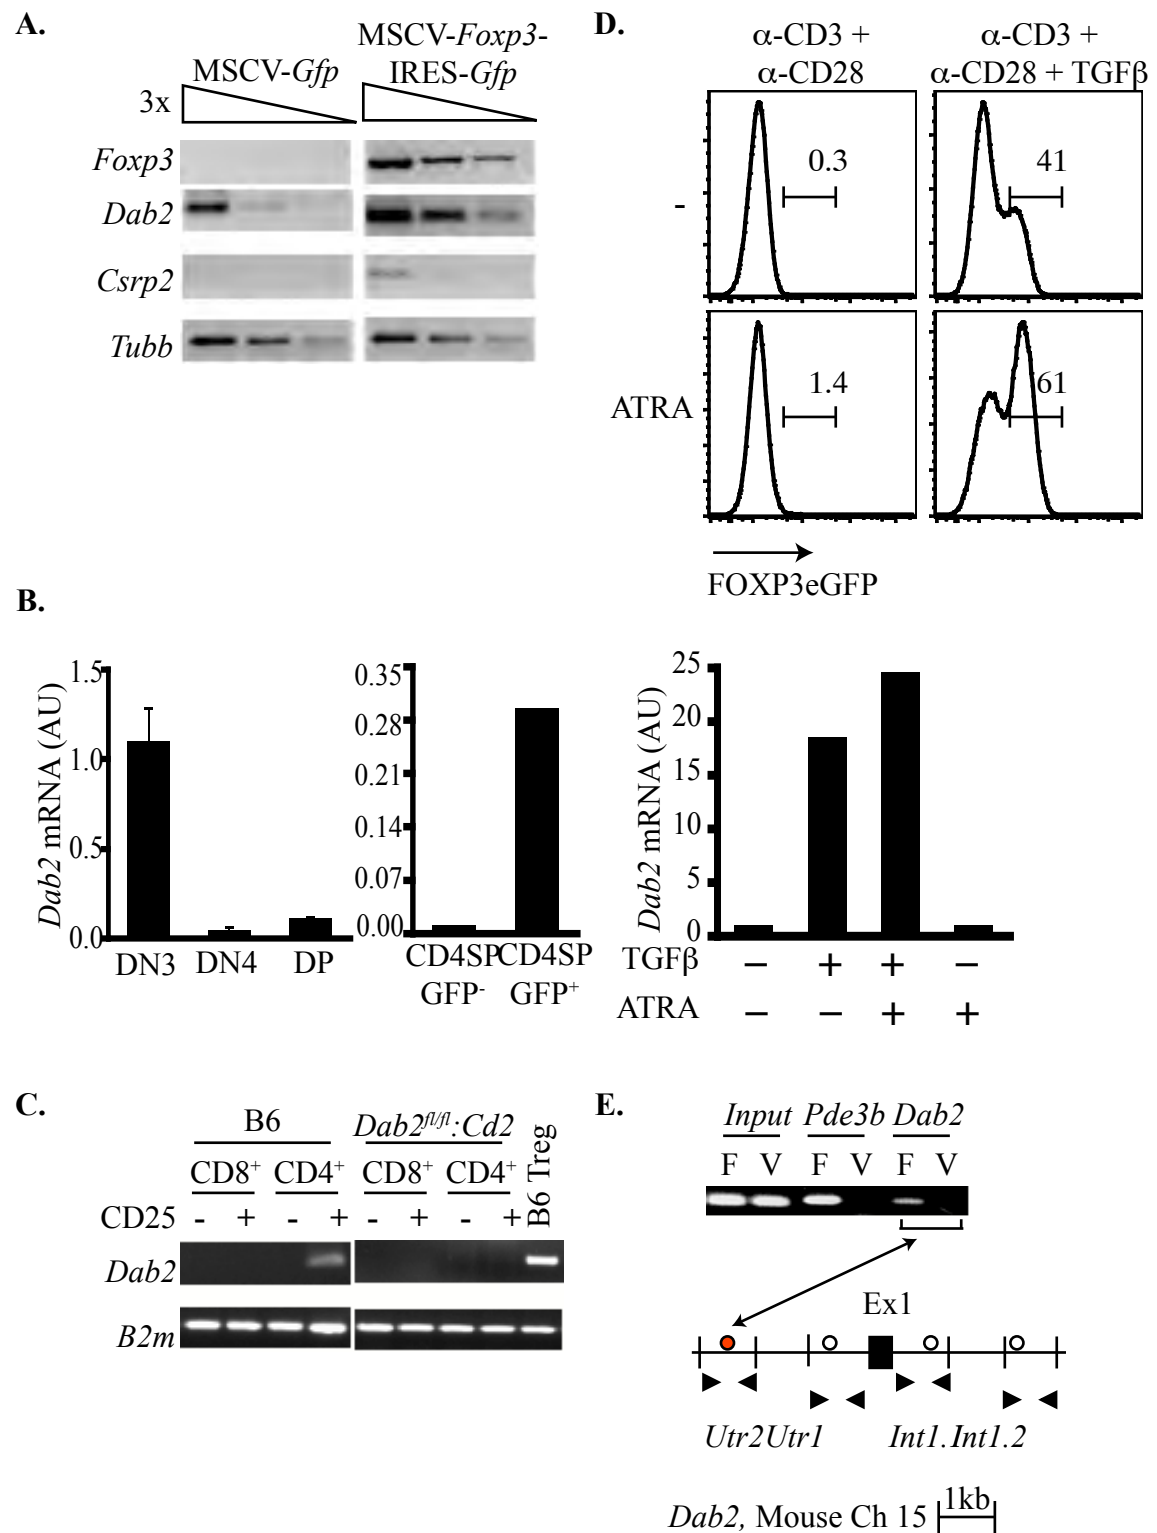 A.
MSCV-Gfp
MSCV-Foxp3-
IRES-Gfp
3x
Foxp3
Dab2
Csrp2
Tubb
D.
α-CD3 +
α-CD28
α-CD3 +
α-CD28 + TGFβ
-
0.3
41
ATRA
1.4
61
FOXP3eGFP
B.
Dab2 mRNA (AU)
1.5
1.0
0.5
0.0
DN3 DN4 DP
0.35
0.28
0.21
0.14
0.07
0.00
CD4SP CD4SP
GFP- GFP+
Dab2 mRNA (AU)
25
20
15
10
5
0
TGFβ – + + –
ATRA – – + +
C.
B6
Dab2fl/fl:Cd2
B6 Treg
CD8+ CD4+ CD8+ CD4+
CD25 - + - + - + - +
Dab2
B2m
E.
Input Pde3b Dab2
F V F V F V
Ex1
Utr2Utr1 Int1.Int1.2
Dab2, Mouse Ch 15 1kb